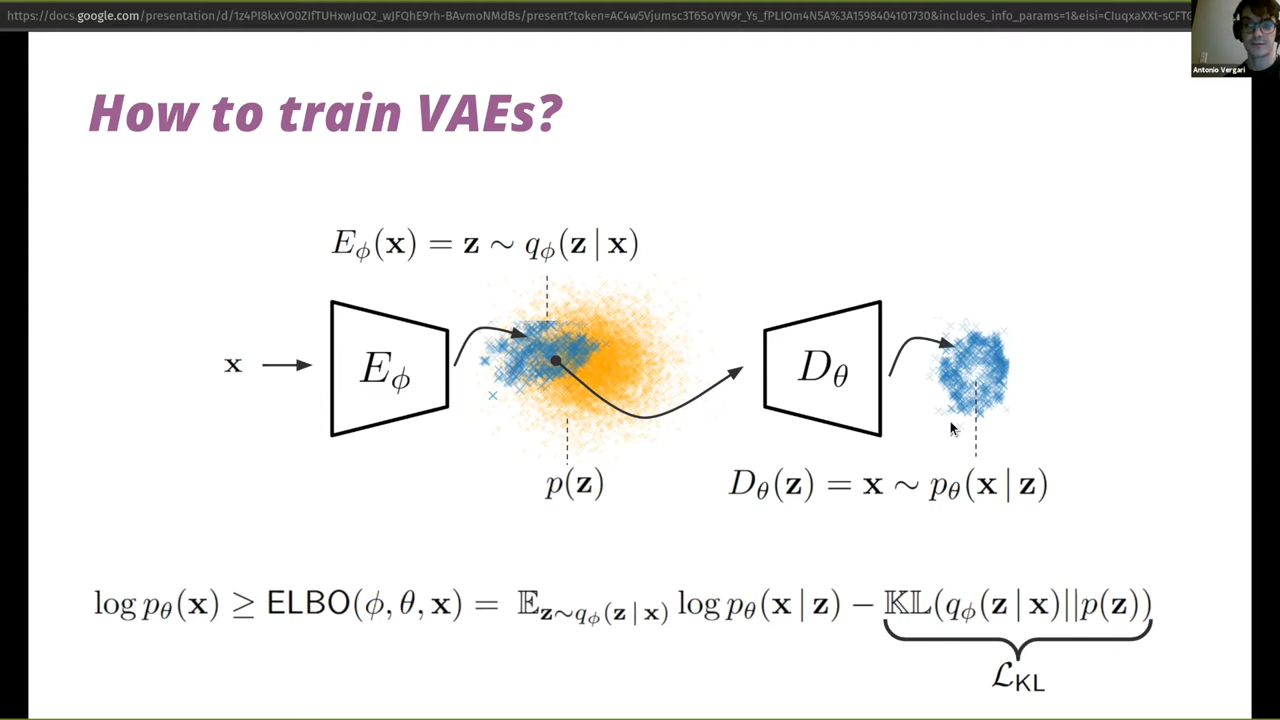 https://docs.google.com/presentation/d/1z4PI8kxVO0ZIfTUHxwJuQ2_wJFQhE9rh-BAvmoNMdBs/present?token=AC4w5Vjumsc3T6SoYW9r_Ys_fPLIOm4N5A%3A1598404101730&includes_info_params=1&eisi=CIuqxaXXt-sCFTC
Antonio Vergari
How to train VAEs?
E_ϕ(x) = z ∼ q_ϕ(z | x)
x
E_ϕ
D_θ
p(z)
D_θ(z) = x ∼ p_θ(x | z)
log p_θ(x) ≥ ELBO(ϕ, θ, x) = 𝔼_{z∼q_ϕ(z | x)} log p_θ(x | z) − 𝕂𝕃(q_ϕ(z | x)||p(z))
ℒ_KL